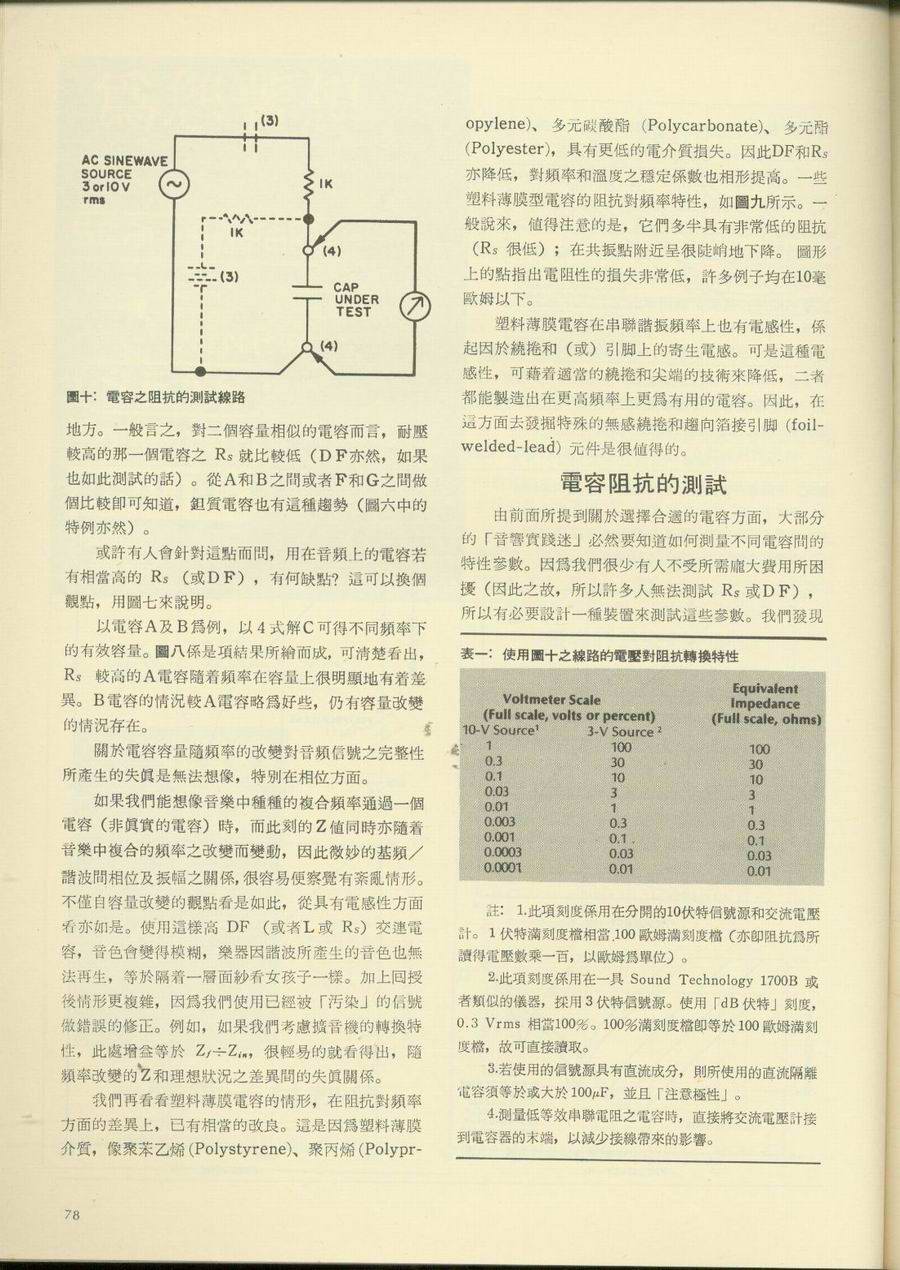 (3)
AC SINEWAVE
SOURCE
3 or 10 V
rms
1K
1K
(4)
(3)
CAP
UNDER
TEST
(4)
圖十：電容之阻抗的測試線路
地方。一般言之，對二個容量相似的電容而言，耐壓
較高的那一個電容之 Rs 就比較低（DF亦然，如果
也如此測試的話）。從A和B之間或者F和G之間做
個比較卽可知道，鉭質電容也有這種趨勢（圖六中的
特例亦然）。
或許有人會針對這點而問，用在音頻上的電容若
有相當高的 Rs （或DF），有何缺點？這可以換個
觀點，用圖七來說明。
以電容A及B爲例，以4式解C可得不同頻率下
的有效容量。圖八係是項結果所繪而成，可清楚看出，
Rs 較高的A電容隨着頻率在容量上很明顯地有着差
異。B電容的情況較A電容略爲好些，仍有容量改變
的情況存在。
關於電容容量隨頻率的改變對音頻信號之完整性
所產生的失眞是無法想像，特別在相位方面。
如果我們能想像音樂中種種的複合頻率通過一個
電容（非眞實的電容）時，而此刻的Z值同時亦隨着
音樂中複合的頻率之改變而變動，因此微妙的基頻／
諧波間相位及振幅之關係，很容易便察覺有紊亂情形。
不僅自容量改變的觀點看是如此，從具有電感性方面
看亦如是。使用這樣高 DF （或者L或 Rs）交連電
容，音色會變得模糊，樂器因諧波所產生的音色也無
法再生，等於隔着一層面紗看女孩子一樣。加上囘授
後情形更複雜，因爲我們使用已經被「汚染」的信號
做錯誤的修正。例如，如果我們考慮擴音機的轉換特
性，此處增益等於 Zf÷Zin，很輕易的就看得出，隨
頻率改變的Z和理想狀況之差異間的失眞關係。
我們再看看塑料薄膜電容的情形，在阻抗對頻率
方面的差異上，已有相當的改良。這是因爲塑料薄膜
介質，像聚苯乙烯(Polystyrene)、聚丙烯(Polypr-
78
opylene)、 多元碳酸酯 (Polycarbonate)、 多元酯
(Polyester)，具有更低的電介質損失。因此DF和Rs
亦降低，對頻率和溫度之穩定係數也相形提高。一些
塑料薄膜型電容的阻抗對頻率特性，如圖九所示。一
般說來，値得注意的是，它們多半具有非常低的阻抗
（Rs 很低）；在共振點附近呈很陡峭地下降。 圖形
上的點指出電阻性的損失非常低，許多例子均在10毫
歐姆以下。
塑料薄膜電容在串聯諧振頻率上也有電感性，係
起因於繞捲和（或）引脚上的寄生電感。可是這種電
感性，可藉着適當的繞捲和尖端的技術來降低，二者
都能製造出在更高頻率上更爲有用的電容。因此，在
這方面去發掘特殊的無感繞捲和趨向箔接引脚 (foil-
welded-lead) 元件是很値得的。
電容阻抗的測試
由前面所提到關於選擇合適的電容方面，大部分
的「音響實踐迷」必然要知道如何測量不同電容間的
特性參數。因爲我們很少有人不受所需龐大費用所困
擾（因此之故，所以許多人無法測試 Rs 或DF），
所以有必要設計一種裝置來測試這些參數。我們發現
表一：使用圖十之線路的電壓對阻抗轉換特性
Voltmeter Scale
(Full scale, volts or percent)
Equivalent
Impedance
(Full scale, ohms)
10-V Source¹ 3-V Source ²
1 100 100
0.3 30 30
0.1 10 10
0.03 3 3
0.01 1 1
0.003 0.3 0.3
0.001 0.1 0.1
0.0003 0.03 0.03
0.0001 0.01 0.01
註： 1.此項刻度係用在分開的10伏特信號源和交流電壓
計。1 伏特滿刻度檔相當 100 歐姆滿刻度檔（亦卽阻抗爲所
讀得電壓數乘一百，以歐姆爲單位）。
2.此項刻度係用在一具 Sound Technology 1700B 或
者類似的儀器，採用3伏特信號源。使用「dB 伏特」刻度，
0.3 Vrms 相當100%。100%滿刻度檔卽等於100 歐姆滿刻
度檔，故可直接讀取。
3.若使用的信號源具有直流成分，則所使用的直流隔離
電容須等於或大於100μF，並且「注意極性」。
4.測量低等效串聯電阻之電容時，直接將交流電壓計接
到電容器的末端，以減少接線帶來的影響。